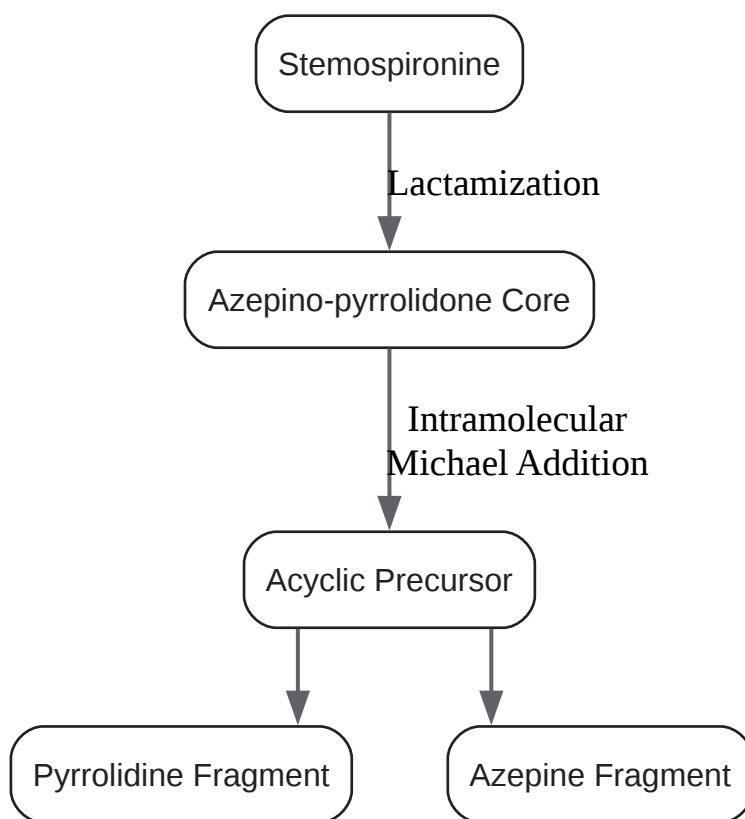 Stemospironine
Lactamization
Azepino-pyrrolidone Core
Intramolecular
Michael Addition
Acyclic Precursor
Pyrrolidine Fragment
Azepine Fragment